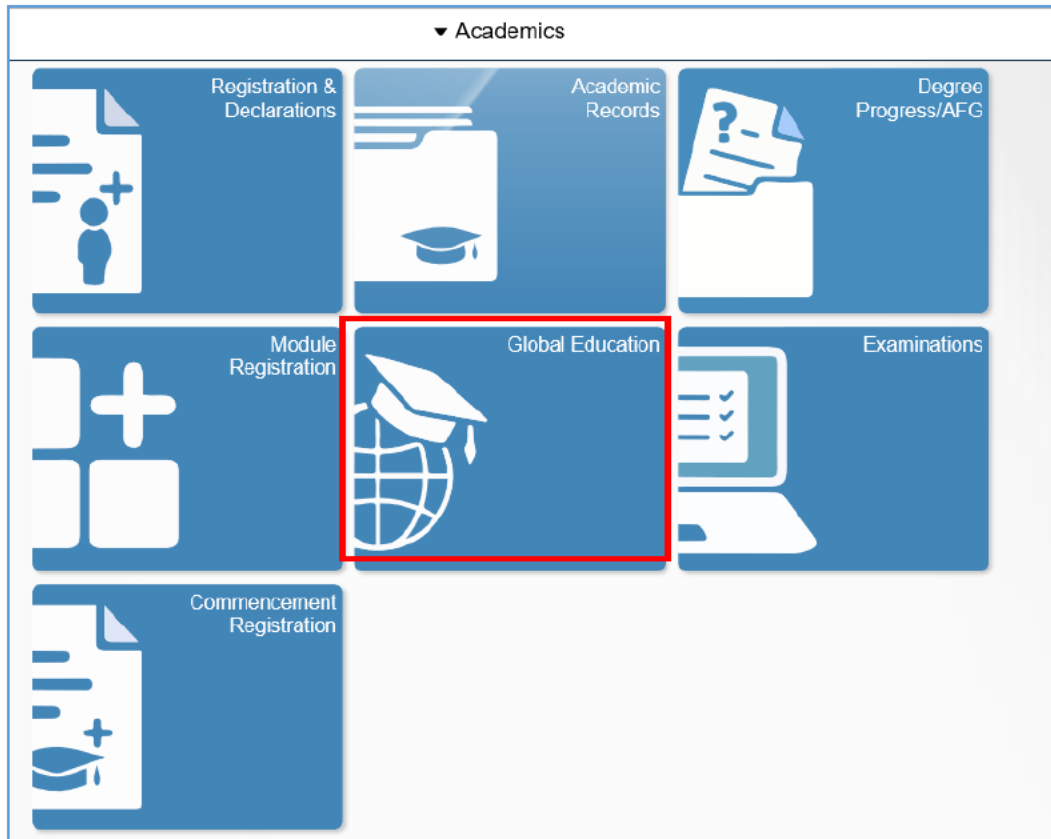 Academics
Registration &
Declarations
Academic
Records
Degree
Progress/AFG
Module
Registration
Global Education
Examinations
Commencement
Registration